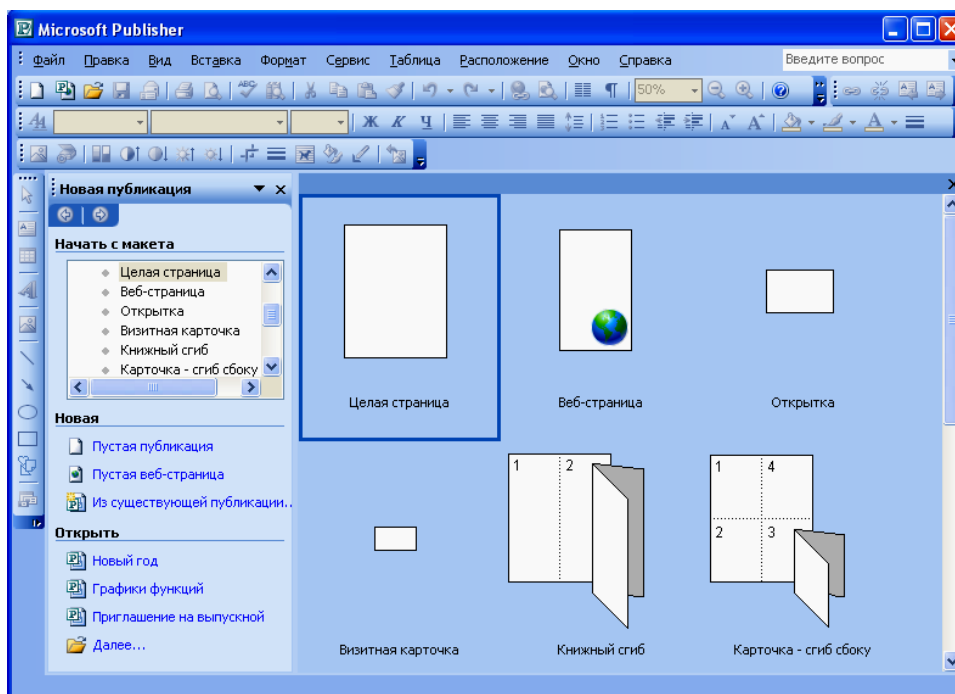 Microsoft Publisher
Файл Правка Вид Вставка Формат Сервис Таблица Расположение Окно Справка Введите вопрос
50%
Ж К Ч
Новая публикация
Начать с макета
Целая страница
Веб-страница
Открытка
Визитная карточка
Книжный сгиб
Карточка - сгиб сбоку
Новая
Пустая публикация
Пустая веб-страница
Из существующей публикации..
Открыть
Новый год
Графики функций
Приглашение на выпускной
Далее...
Целая страница Веб-страница Открытка
1 2 1 4
2 3
Визитная карточка Книжный сгиб Карточка - сгиб сбоку